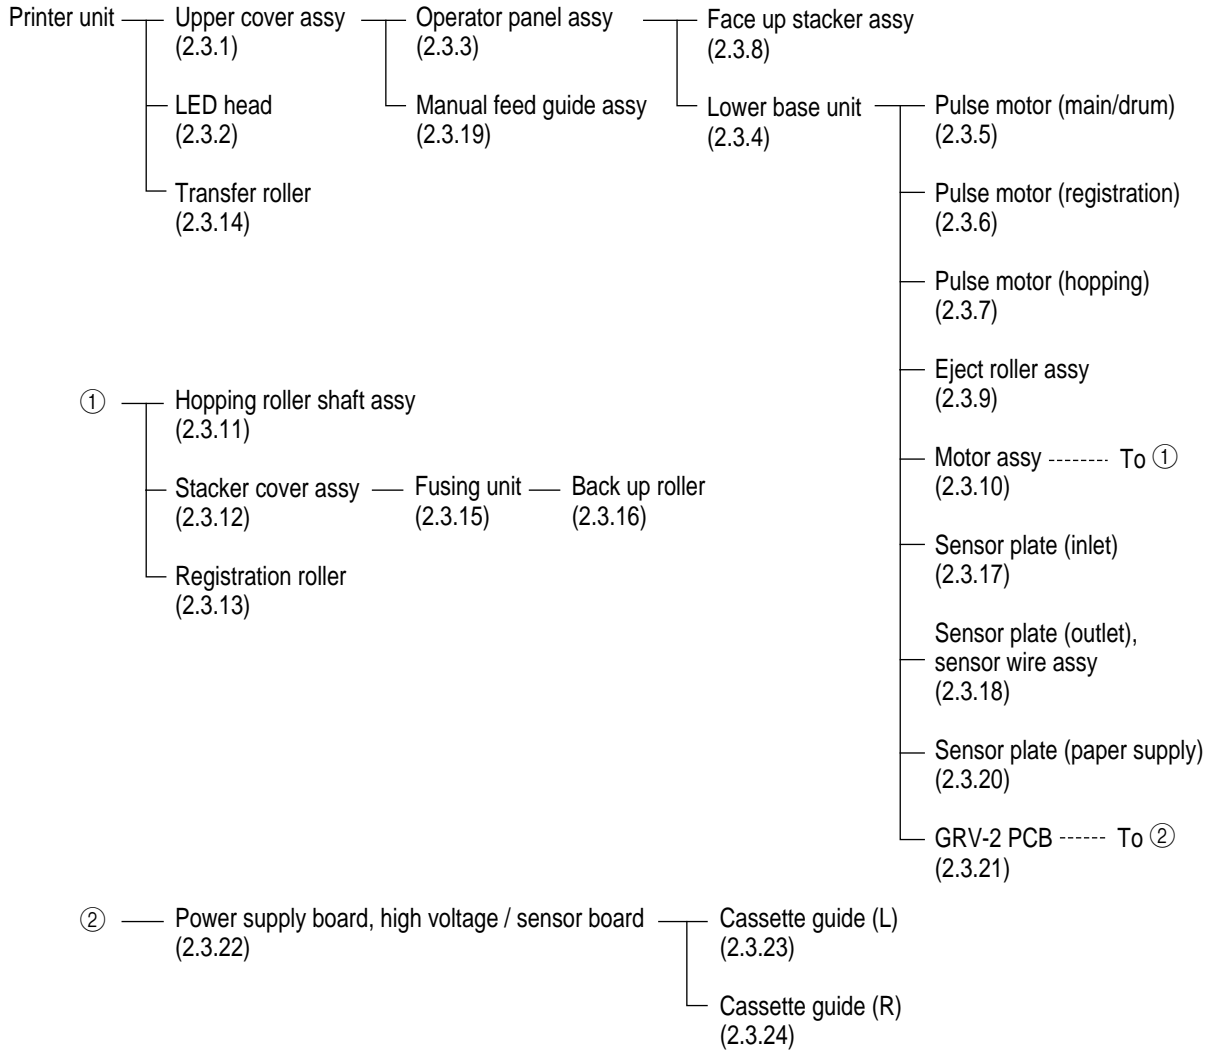 Printer unit
Upper cover assy
(2.3.1)
Operator panel assy
(2.3.3)
Face up stacker assy
(2.3.8)
LED head
(2.3.2)
Manual feed guide assy
(2.3.19)
Lower base unit
(2.3.4)
Pulse motor (main/drum)
(2.3.5)
Transfer roller
(2.3.14)
Pulse motor (registration)
(2.3.6)
Pulse motor (hopping)
(2.3.7)
Eject roller assy
(2.3.9)
Motor assy -------- To ①
(2.3.10)
Sensor plate (inlet)
(2.3.17)
Sensor plate (outlet),
sensor wire assy
(2.3.18)
Sensor plate (paper supply)
(2.3.20)
GRV-2 PCB ------ To ②
(2.3.21)
①
Hopping roller shaft assy
(2.3.11)
Stacker cover assy
(2.3.12)
Fusing unit
(2.3.15)
Back up roller
(2.3.16)
Registration roller
(2.3.13)
②
Power supply board, high voltage / sensor board
(2.3.22)
Cassette guide (L)
(2.3.23)
Cassette guide (R)
(2.3.24)